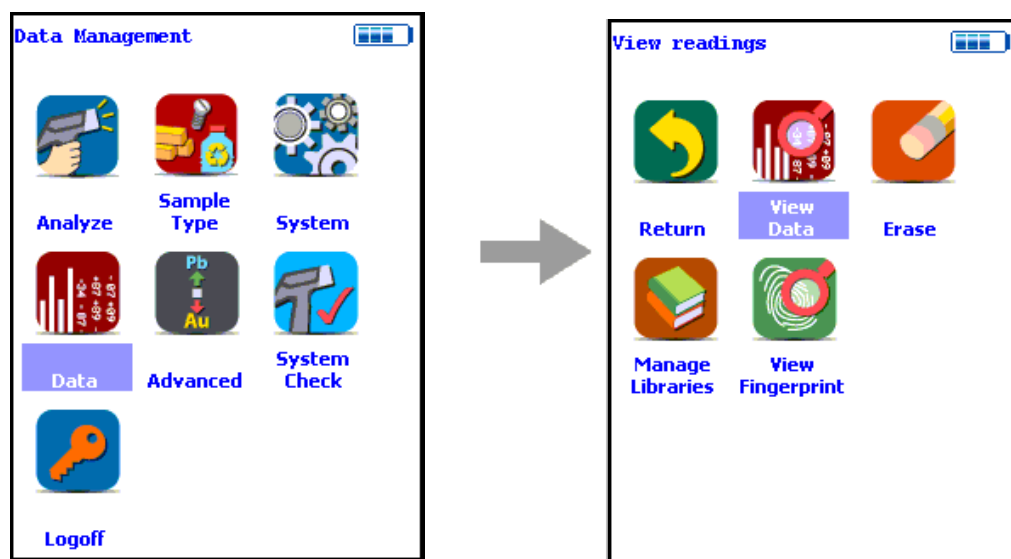 Data Management
Analyze
Sample
Type
System
Pb
Au
Data
Advanced
System
Check
Logoff
View readings
Return
View
Data
Erase
Manage
Libraries
View
Fingerprint